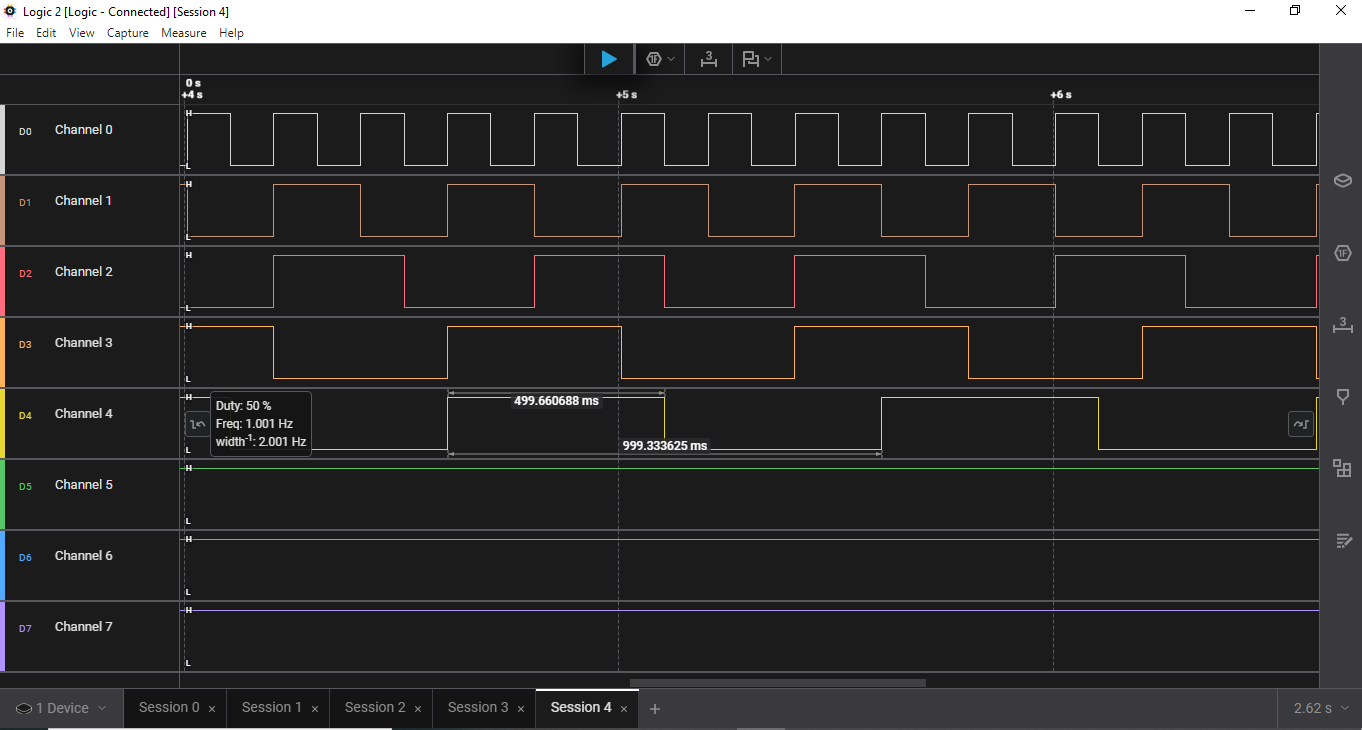 Logic 2 [Logic - Connected] [Session 4]
File Edit View Capture Measure Help
1F 3
0 s
+4 s +5 s +6 s
D0 Channel 0 H L
D1 Channel 1 H L
D2 Channel 2 H L
1F
D3 Channel 3 H L
3
D4 Channel 4 H L
499.660688 ms
Duty: 50 %
Freq: 1.001 Hz
width-1: 2.001 Hz
999.333625 ms
D5 Channel 5 H L
D6 Channel 6 H L
D7 Channel 7 H L
1 Device Session 0 × Session 1 × Session 2 × Session 3 × Session 4 × + 2.62 s